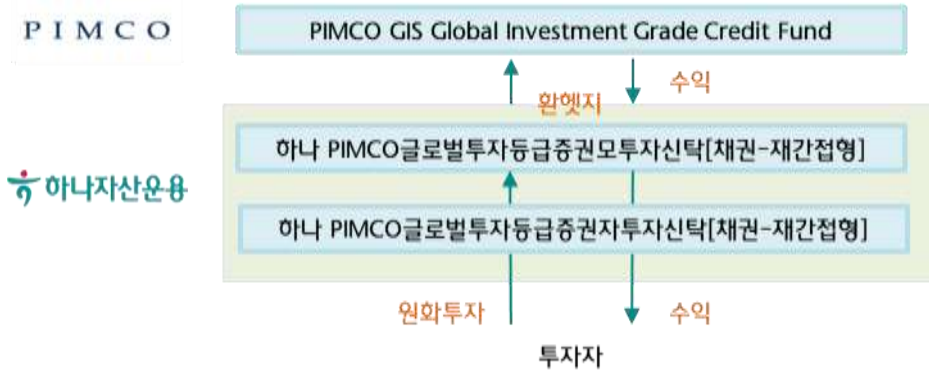 PIMCO
PIMCO GIS Global Investment Grade Credit Fund
환헷지
수익
하나 PIMCO글로벌투자등급증권모투자신탁[채권-재간접형]
하나자산운용
하나 PIMCO글로벌투자등급증권자투자신탁[채권-재간접형]
원화투자
수익
투자자